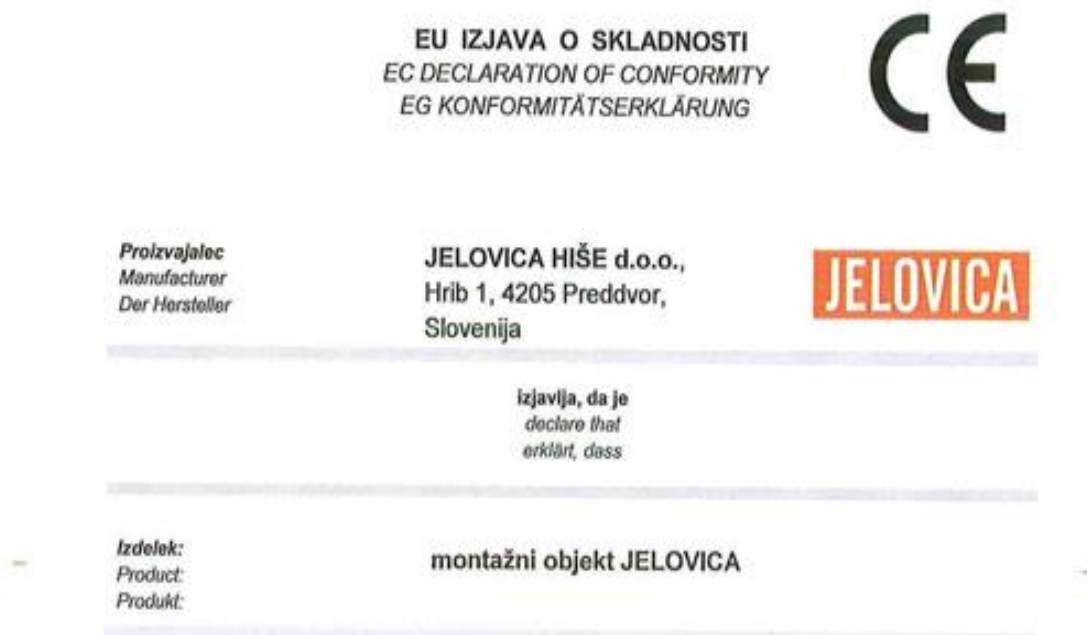 EU IZJAVA O SKLADNOSTI
EC DECLARATION OF CONFORMITY
EG KONFORMITÄTSERKLÄRUNG
CE
Proizvajalec
Manufacturer
Der Hersteller
JELOVICA HIŠE d.o.o.,
Hrib 1, 4205 Preddvor,
Slovenija
JELOVICA
izjavlja, da je
declare that
erklärt, dass
Izdelek:
Product:
Produkt:
montažni objekt JELOVICA